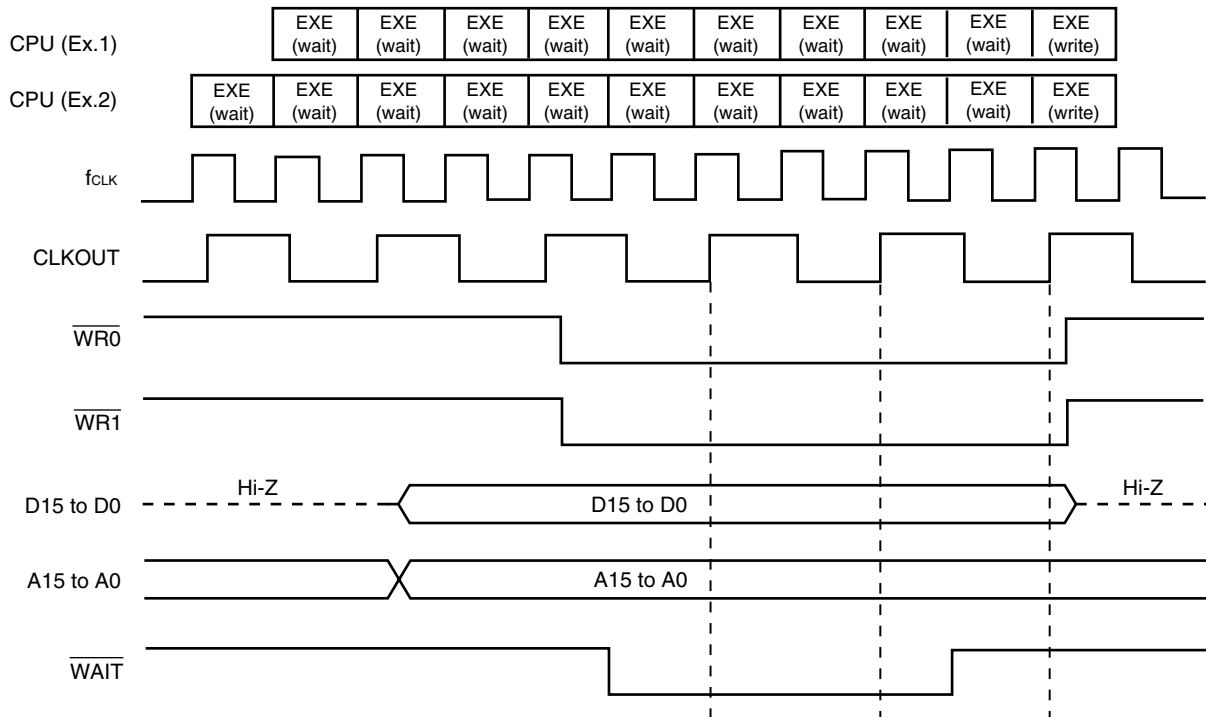 CPU (Ex.1) EXE (wait) EXE (wait) EXE (wait) EXE (wait) EXE (wait) EXE (wait) EXE (wait) EXE (wait) EXE (wait) EXE (write)
CPU (Ex.2) EXE (wait) EXE (wait) EXE (wait) EXE (wait) EXE (wait) EXE (wait) EXE (wait) EXE (wait) EXE (wait) EXE (wait) EXE (write)
fCLK
CLKOUT
WR0
WR1
D15 to D0 Hi-Z D15 to D0 Hi-Z
A15 to A0 A15 to A0
WAIT